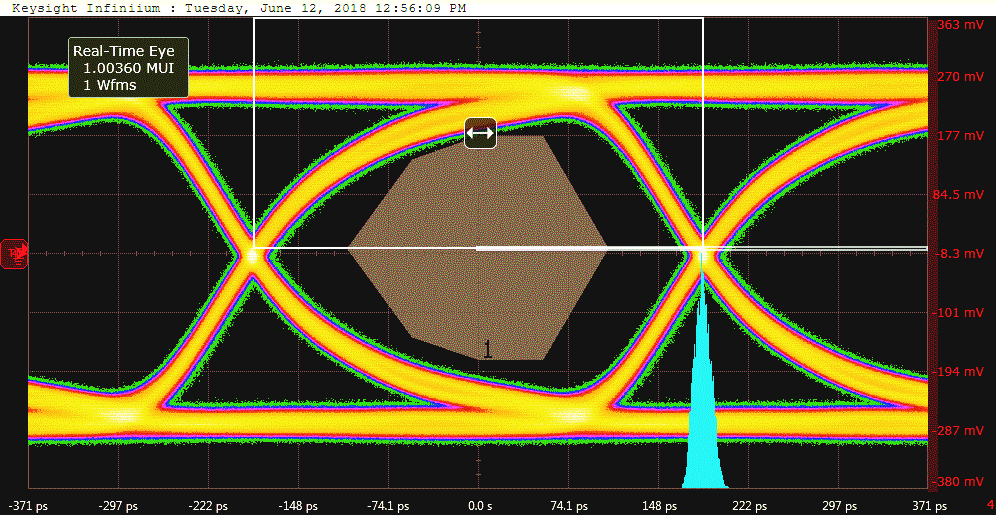 Keysight Infiniium : Tuesday, June 12, 2018 12:56:09 PM
Real-Time Eye
1.00360 MUI
1 Wfms
363 mV
270 mV
177 mV
84.5 mV
-8.3 mV
-101 mV
-194 mV
-287 mV
-380 mV
1
-371 ps
-297 ps
-222 ps
-148 ps
-74.1 ps
0.0 s
74.1 ps
148 ps
222 ps
297 ps
371 ps
4